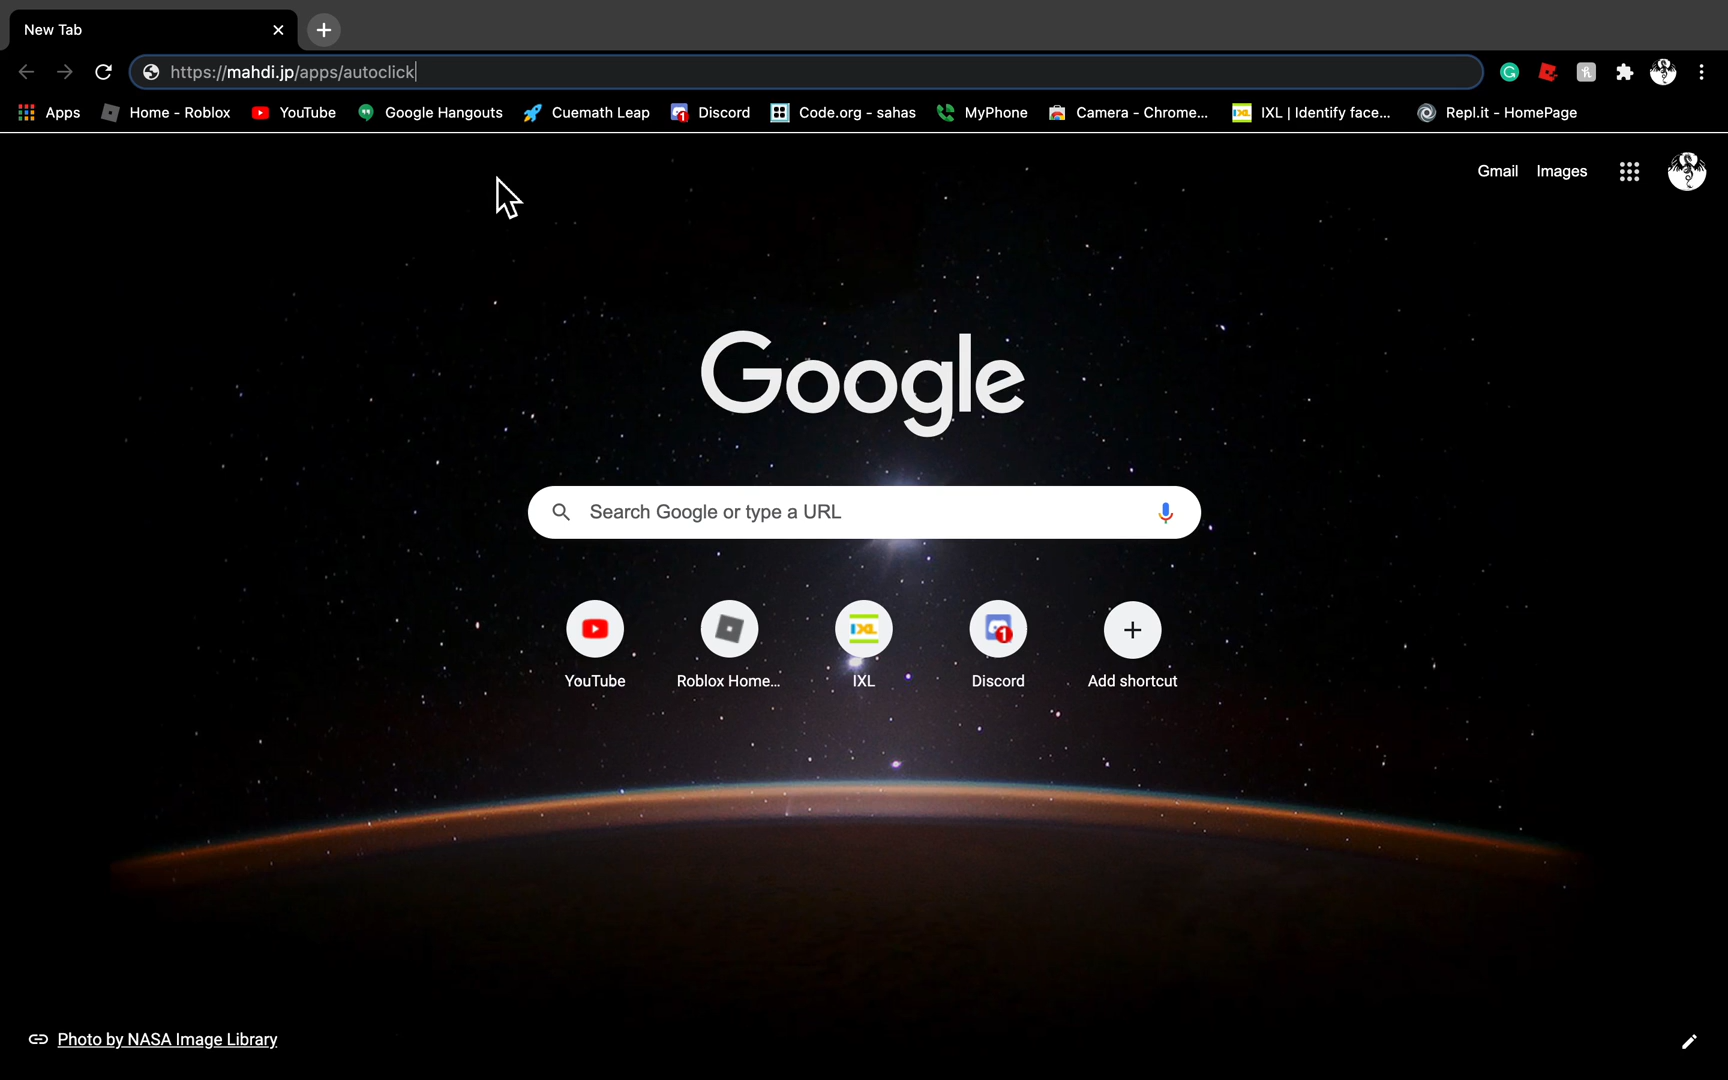 New Tab
https://mahdi.jp/apps/autoclick
Apps Home - Roblox YouTube Google Hangouts Cuemath Leap Discord Code.org - sahas MyPhone Camera - Chrome... IXL | Identify face... Repl.it - HomePage
Gmail Images
Google
Search Google or type a URL
YouTube Roblox Home... IXL Discord Add shortcut
Photo by NASA Image Library